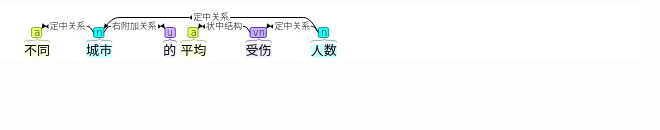 定中关系
定中关系 右附加关系 状中结构 定中关系
a n u a vn n
不同 城市 的 平均 受伤 人数